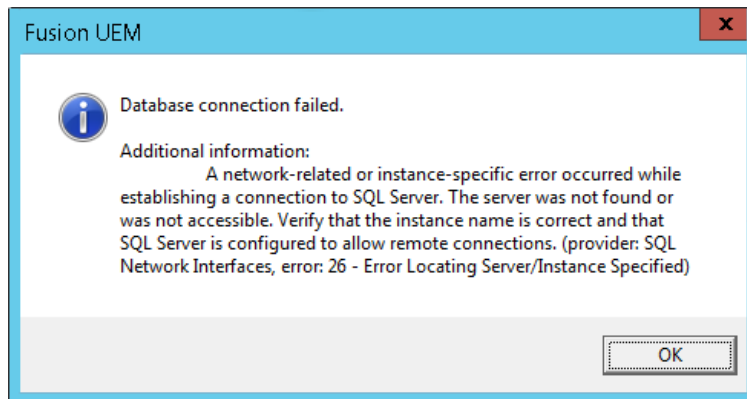 Fusion UEM
x
Database connection failed.
Additional information:
A network-related or instance-specific error occurred while
establishing a connection to SQL Server. The server was not found or
was not accessible. Verify that the instance name is correct and that
SQL Server is configured to allow remote connections. (provider: SQL
Network Interfaces, error: 26 - Error Locating Server/Instance Specified)
OK